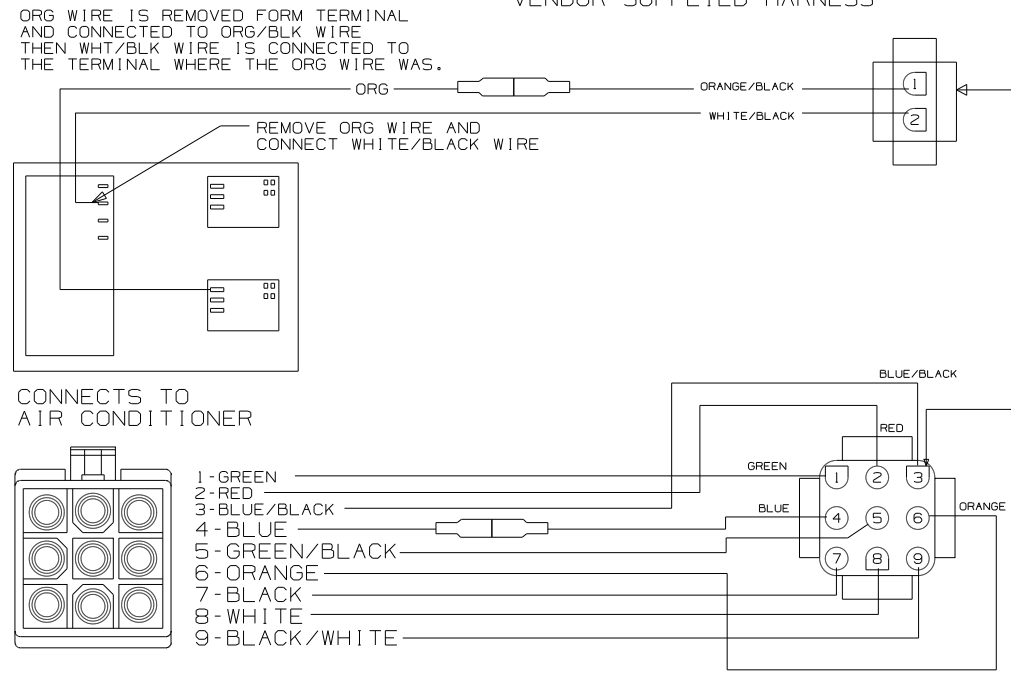 VENDOR SUPPLIED HARNESS
ORG WIRE IS REMOVED FORM TERMINAL
AND CONNECTED TO ORG/BLK WIRE
THEN WHT/BLK WIRE IS CONNECTED TO
THE TERMINAL WHERE THE ORG WIRE WAS.
ORG
ORANGE/BLACK
1
WHITE/BLACK
2
REMOVE ORG WIRE AND
CONNECT WHITE/BLACK WIRE
CONNECTS TO
AIR CONDITIONER
BLUE/BLACK
RED
1-GREEN
2-RED
3-BLUE/BLACK
4-BLUE
5-GREEN/BLACK
6-ORANGE
7-BLACK
8-WHITE
9-BLACK/WHITE
GREEN
BLUE
ORANGE
1 2 3
4 5 6
7 8 9